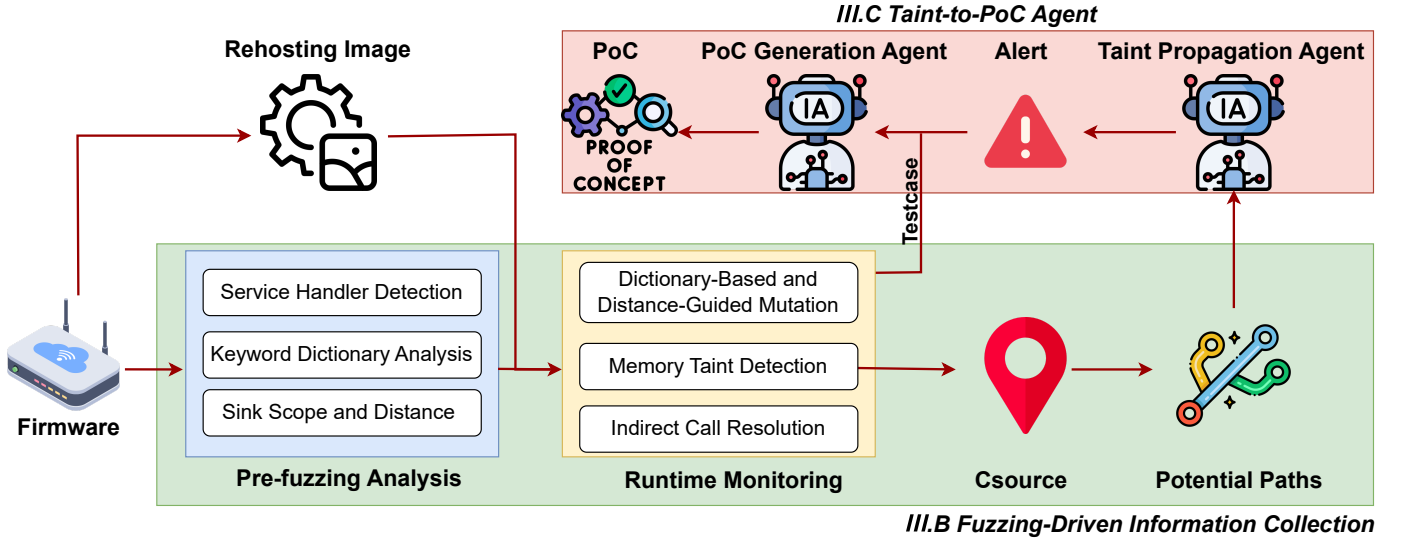 III.C Taint-to-PoC Agent
Rehosting Image
PoC
PoC Generation Agent
Alert
Taint Propagation Agent
IA
IA
PROOF
OF
CONCEPT
Testcase
Service Handler Detection
Keyword Dictionary Analysis
Sink Scope and Distance
Dictionary-Based and
Distance-Guided Mutation
Memory Taint Detection
Indirect Call Resolution
Firmware
Pre-fuzzing Analysis
Runtime Monitoring
Csource
Potential Paths
III.B Fuzzing-Driven Information Collection